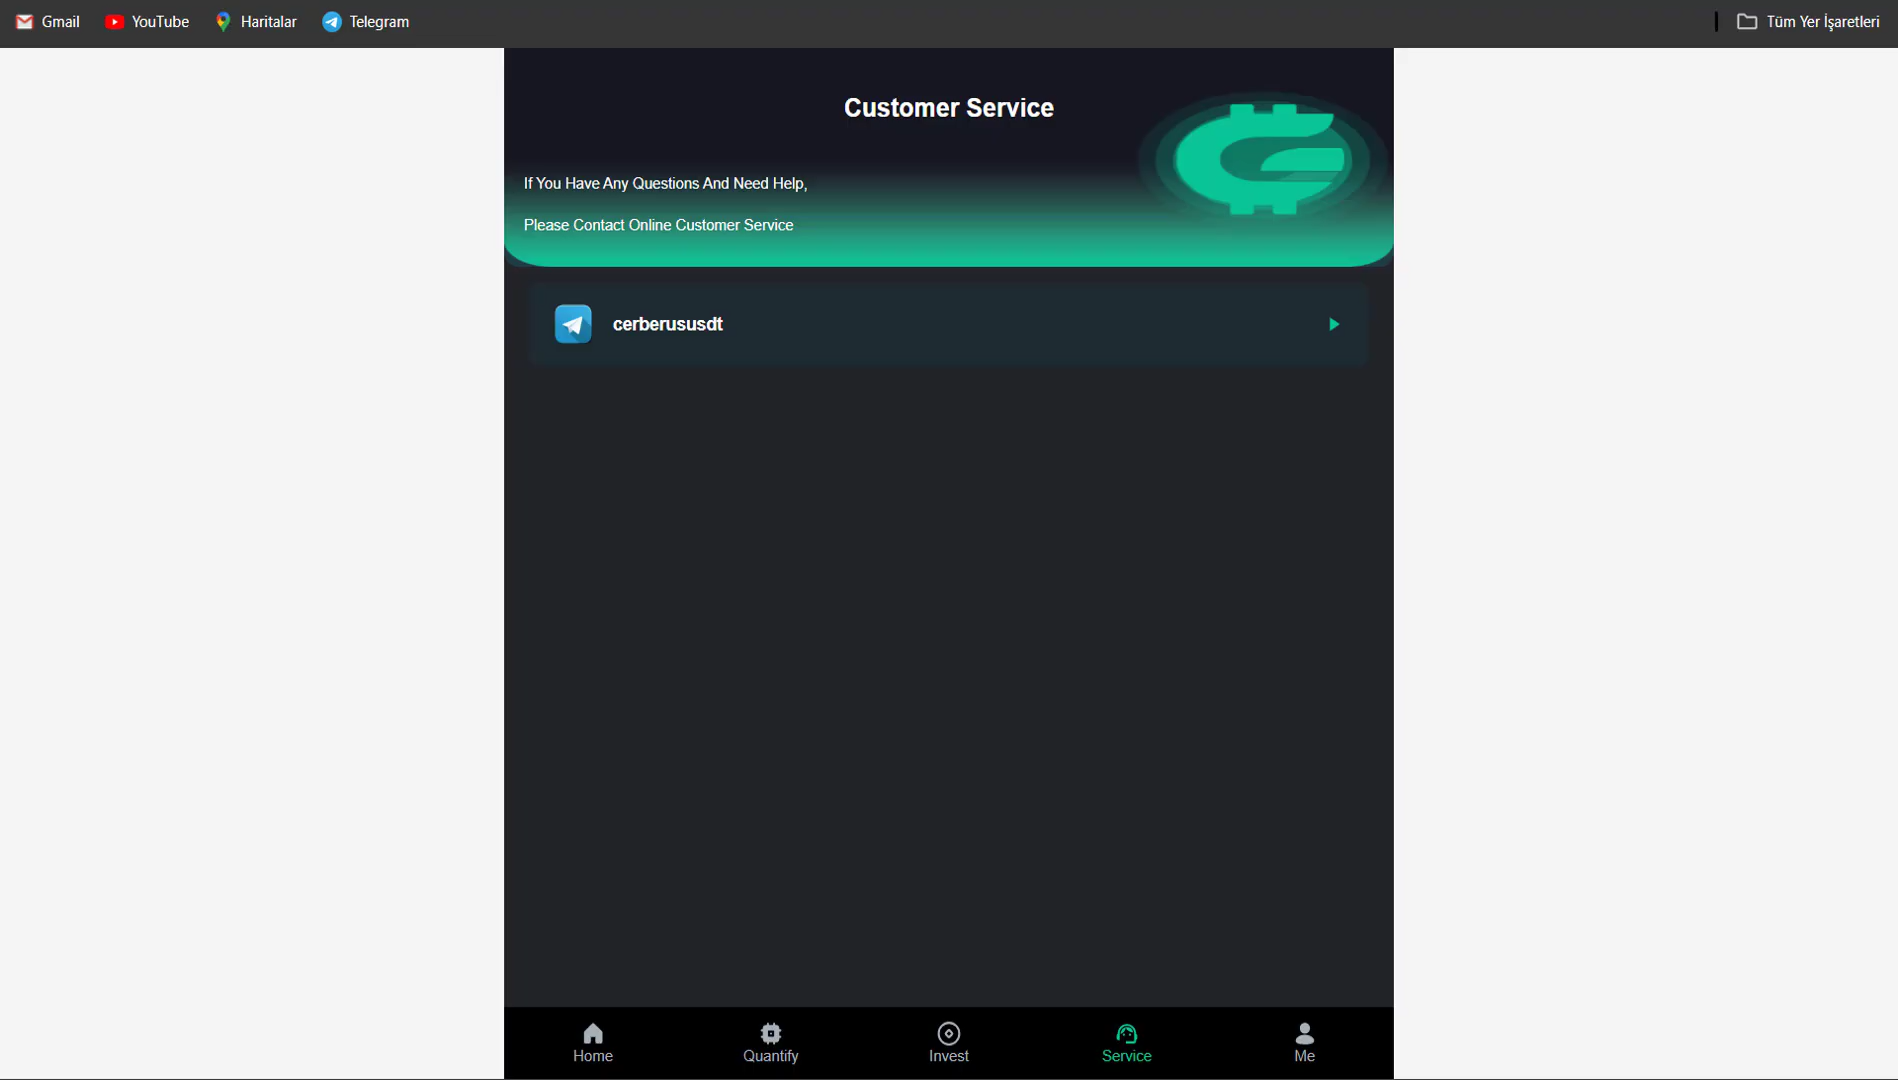 Gmail YouTube Haritalar Telegram Tüm Yer İşaretleri
Customer Service
If You Have Any Questions And Need Help,
Please Contact Online Customer Service
cerberususdt
Home Quantify Invest Service Me